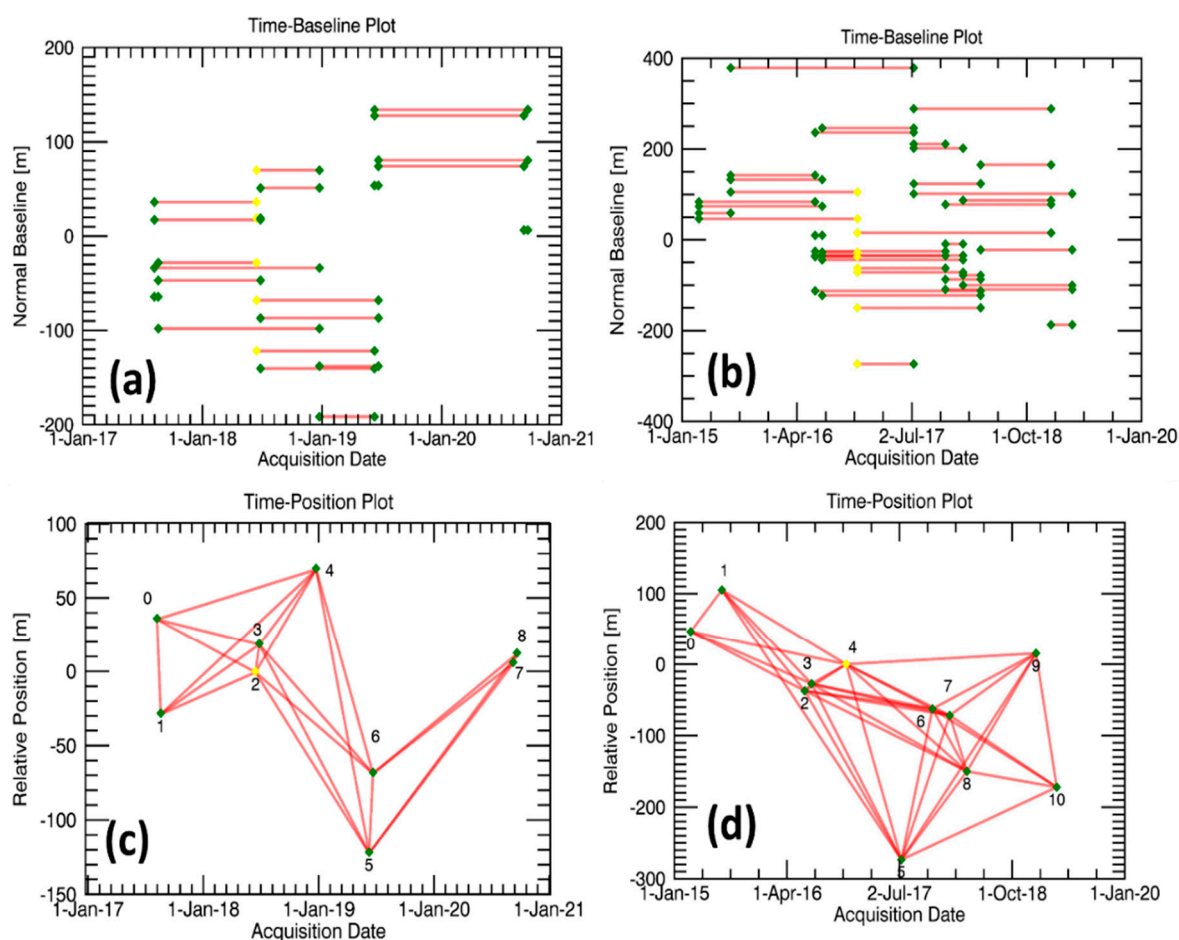 Time-Baseline Plot
200
100
0
-100
-200
Normal Baseline [m]
(a)
1-Jan-17 1-Jan-18 1-Jan-19 1-Jan-20 1-Jan-21
Acquisition Date
Time-Baseline Plot
400
200
0
-200
-400
Normal Baseline [m]
(b)
1-Jan-15 1-Apr-16 2-Jul-17 1-Oct-18 1-Jan-20
Acquisition Date
Time-Position Plot
100
50
0
-50
-100
-150
Relative Position [m]
0
1
2
3
4
5
6
7
8
(c)
1-Jan-17 1-Jan-18 1-Jan-19 1-Jan-20 1-Jan-21
Acquisition Date
Time-Position Plot
200
100
0
-100
-200
-300
Relative Position [m]
0
1
2
3
4
5
6
7
8
9
10
(d)
1-Jan-15 1-Apr-16 2-Jul-17 1-Oct-18 1-Jan-20
Acquisition Date